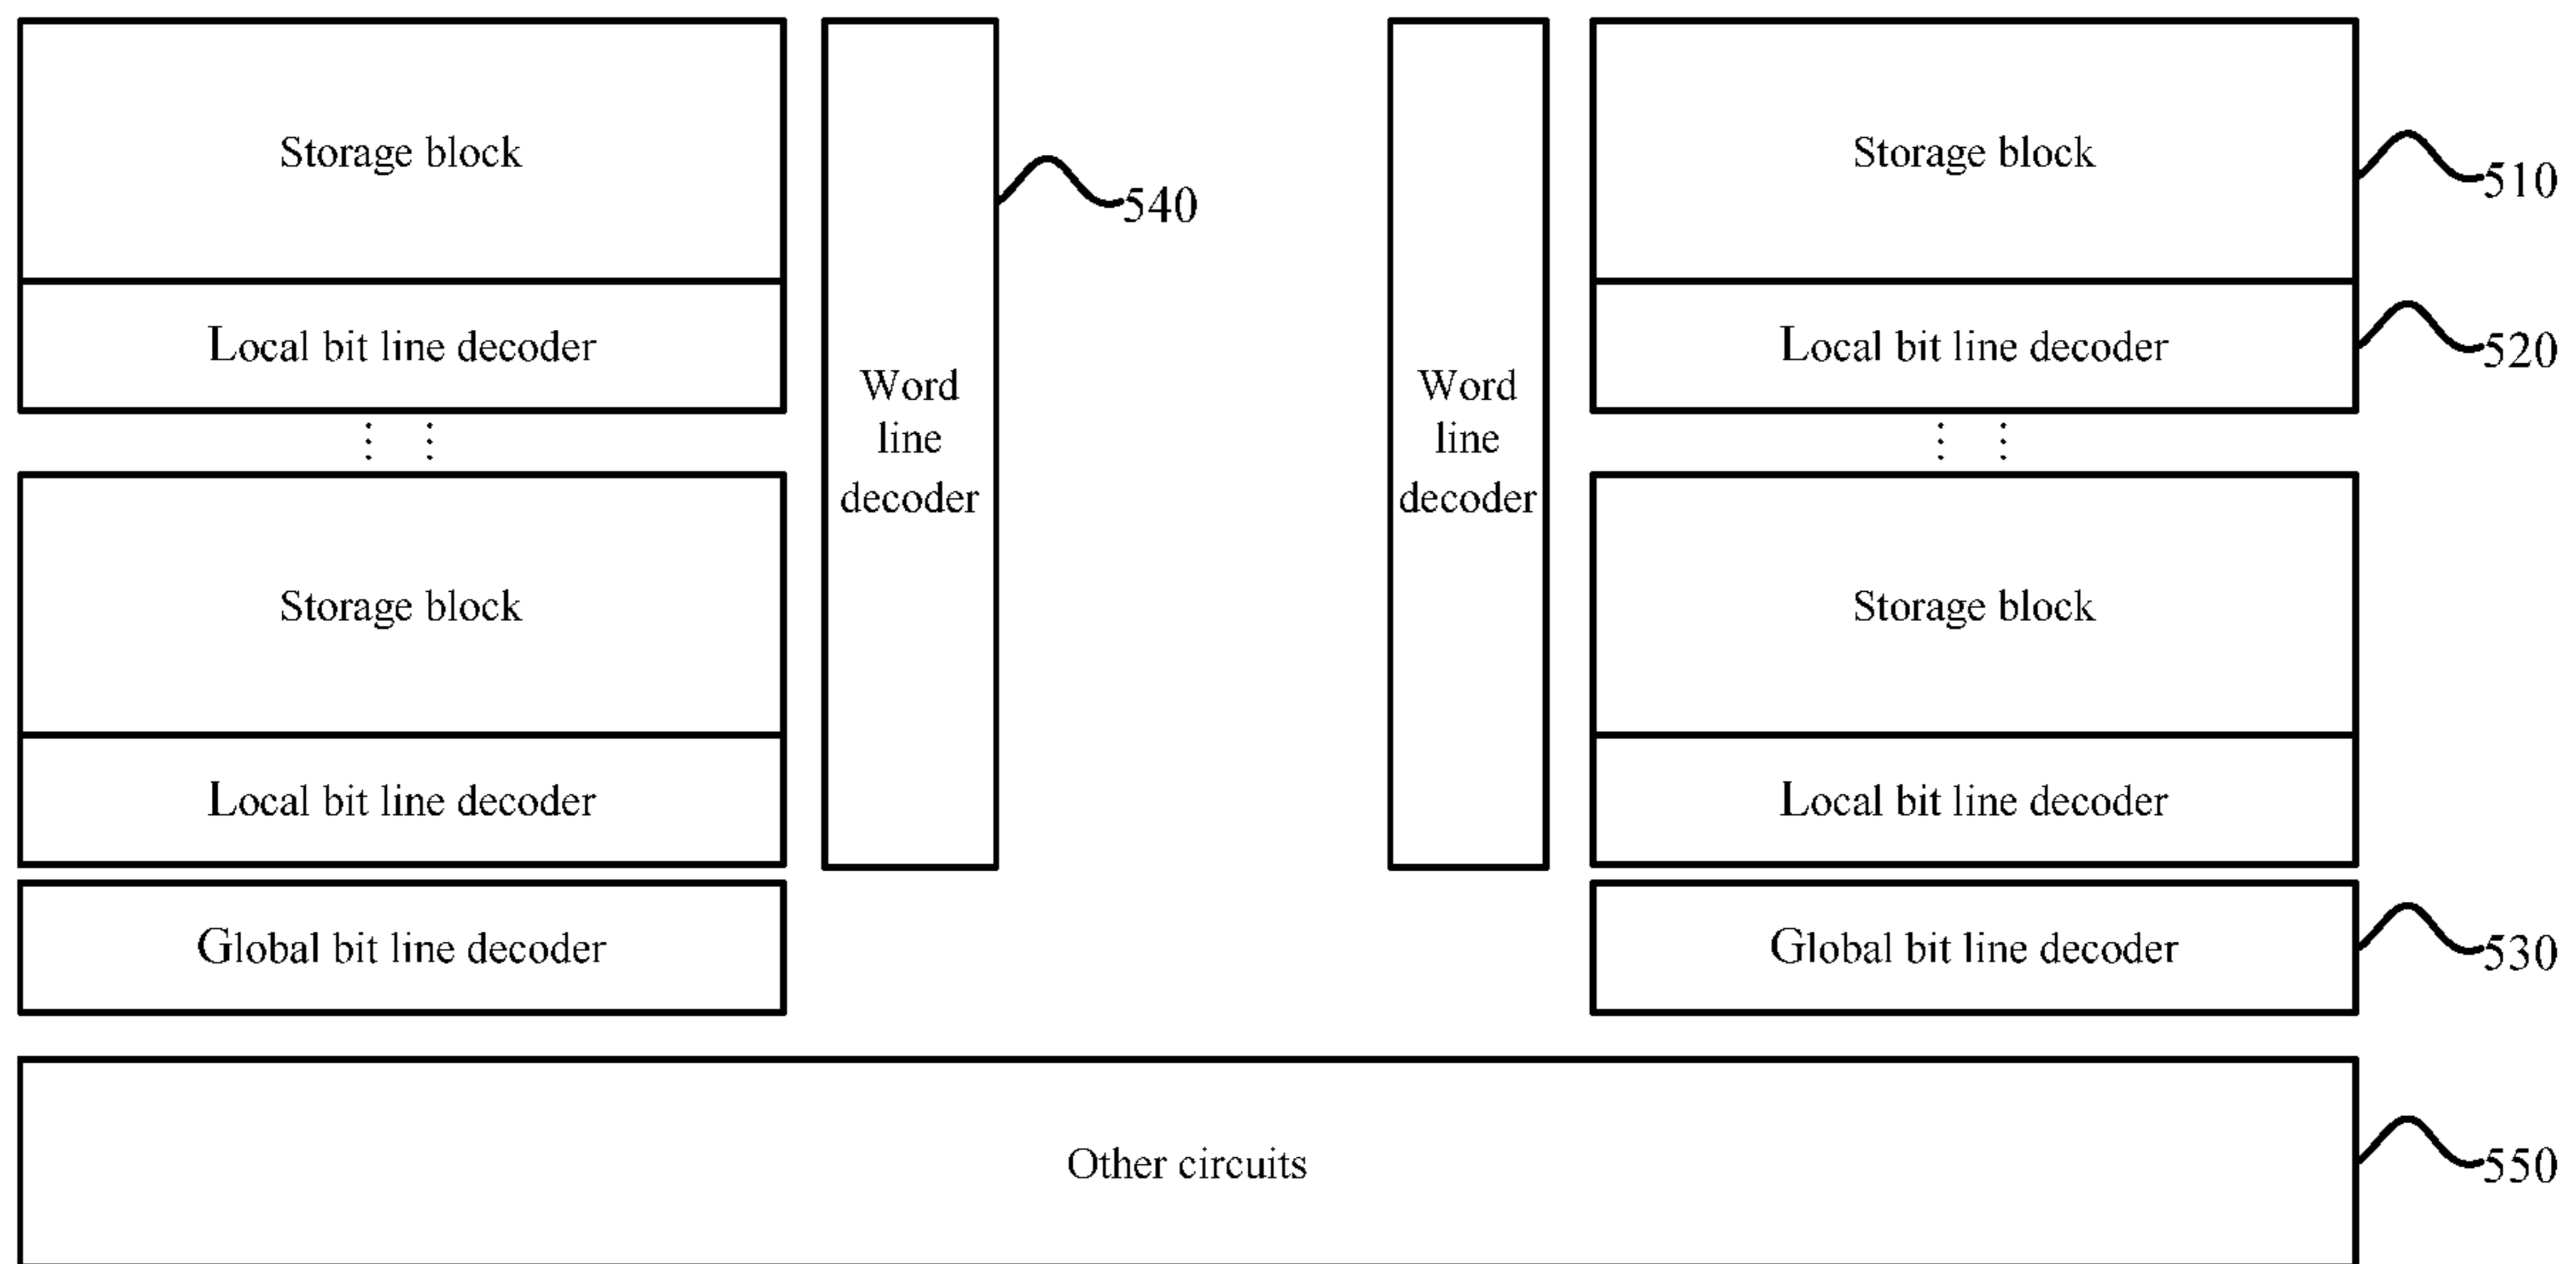 Storage block
Local bit line decoder
Storage block
Local bit line decoder
Global bit line decoder
Word
line
decoder
540
Word
line
decoder
Storage block
510
Local bit line decoder
520
Storage block
Local bit line decoder
Global bit line decoder
530
Other circuits
550